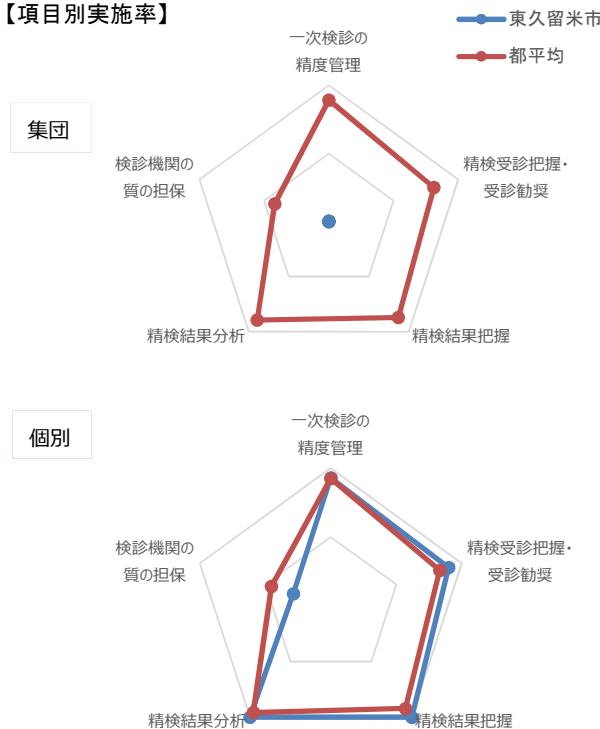 【項目別実施率】
東久留米市
都平均
集団
一次検診の
精度管理
検診機関の
質の担保
精検受診把握・
受診勧奨
精検結果分析
精検結果把握
個別
一次検診の
精度管理
検診機関の
質の担保
精検受診把握・
受診勧奨
精検結果分析
精検結果把握